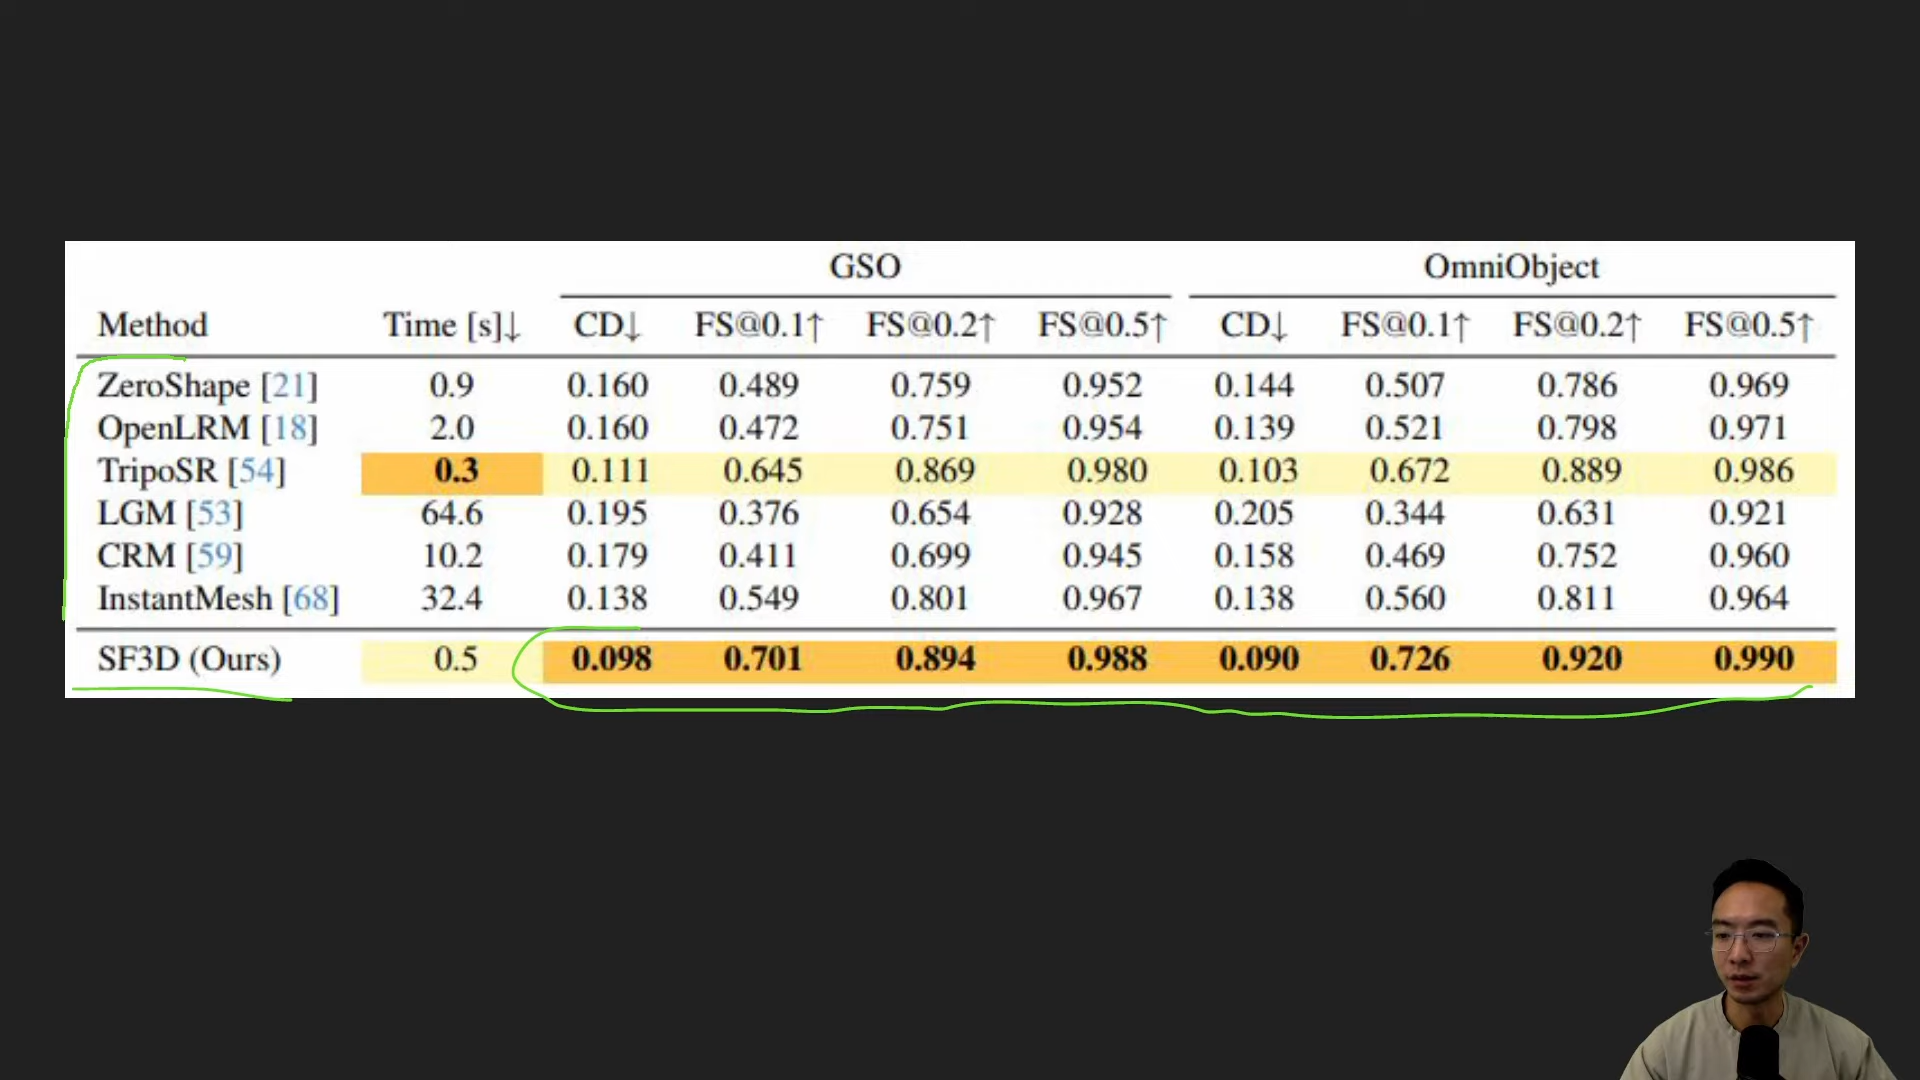 GSO OmniObject
Method Time [s]↓ CD↓ FS@0.1↑ FS@0.2↑ FS@0.5↑ CD↓ FS@0.1↑ FS@0.2↑ FS@0.5↑
ZeroShape [21] 0.9 0.160 0.489 0.759 0.952 0.144 0.507 0.786 0.969
OpenLRM [18] 2.0 0.160 0.472 0.751 0.954 0.139 0.521 0.798 0.971
TripoSR [54] 0.3 0.111 0.645 0.869 0.980 0.103 0.672 0.889 0.986
LGM [53] 64.6 0.195 0.376 0.654 0.928 0.205 0.344 0.631 0.921
CRM [59] 10.2 0.179 0.411 0.699 0.945 0.158 0.469 0.752 0.960
InstantMesh [68] 32.4 0.138 0.549 0.801 0.967 0.138 0.560 0.811 0.964
SF3D (Ours) 0.5 0.098 0.701 0.894 0.988 0.090 0.726 0.920 0.990